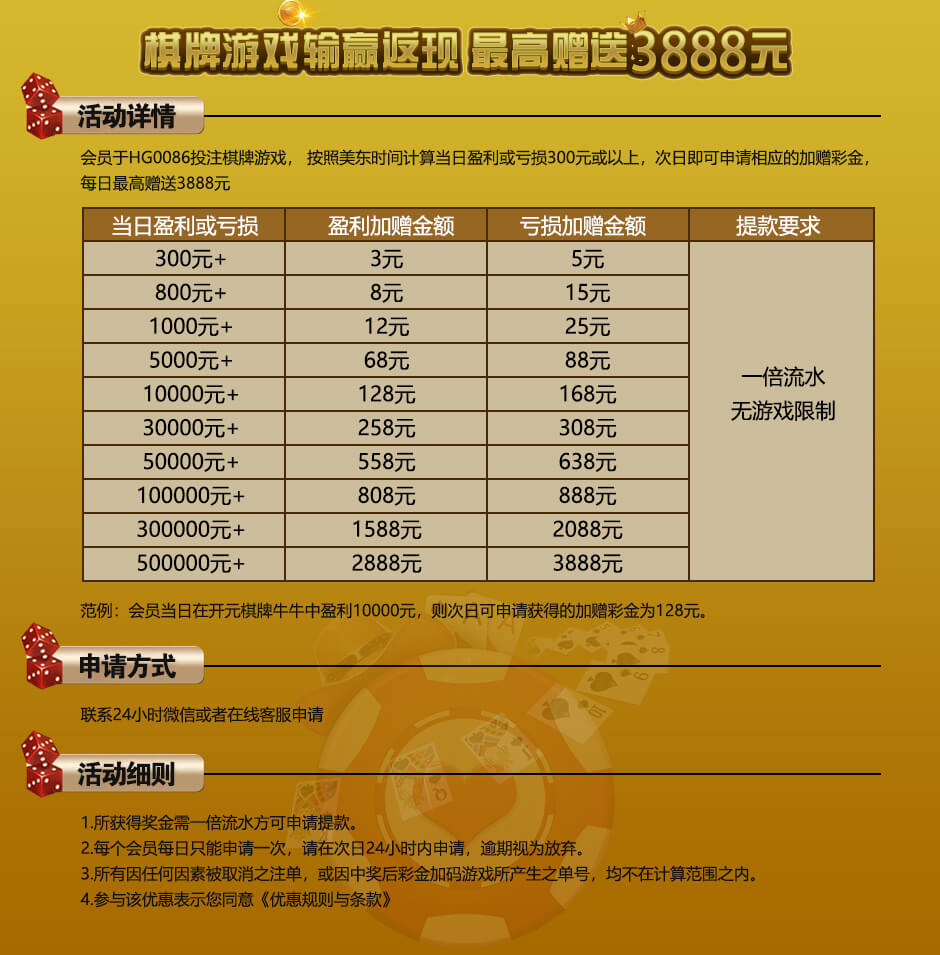 棋牌游戏输赢返现 最高赠送3888元
活动详情
会员于HG0086投注棋牌游戏， 按照美东时间计算当日盈利或亏损300元或以上，次日即可申请相应的加赠彩金，
每日最高赠送3888元
当日盈利或亏损 盈利加赠金额 亏损加赠金额 提款要求
300元+ 3元 5元
800元+ 8元 15元
1000元+ 12元 25元
5000元+ 68元 88元
一倍流水
10000元+ 128元 168元
无游戏限制
30000元+ 258元 308元
50000元+ 558元 638元
100000元+ 808元 888元
300000元+ 1588元 2088元
500000元+ 2888元 3888元
范例：会员当日在开元棋牌牛牛中盈利10000元，则次日可申请获得的加赠彩金为128元。
申请方式
联系24小时微信或者在线客服申请
活动细则
1.所获得奖金需一倍流水方可申请提款。
2.每个会员每日只能申请一次，请在次日24小时内申请，逾期视为放弃。
3.所有因任何因素被取消之注单，或因中奖后彩金加码游戏所产生之单号，均不在计算范围之内。
4.参与该优惠表示您同意《优惠规则与条款》